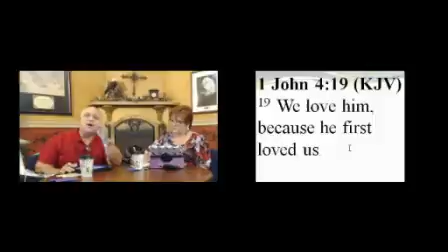 1 John 4:19 (KJV)
19 We love him,
because he first
loved us